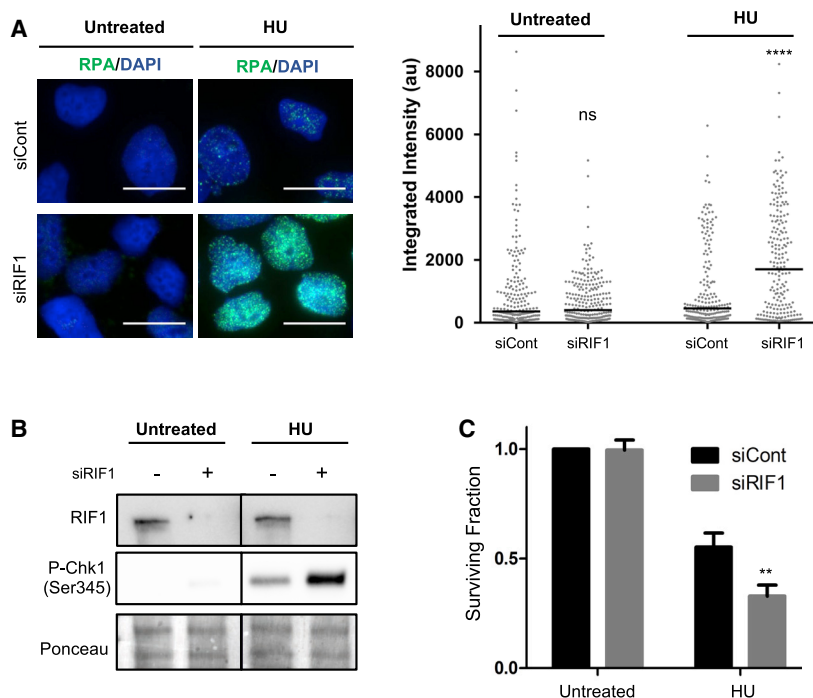 A
Untreated
HU
RPA/DAPI
RPA/DAPI
siCont
siRIF1
Untreated
HU
Integrated Intensity (au)
8000
6000
4000
2000
0
ns
****
siCont
siRIF1
siCont
siRIF1
B
Untreated
HU
siRIF1
-
+
-
+
RIF1
P-Chk1
(Ser345)
Ponceau
C
Surviving Fraction
1.0
0.5
0.0
siCont
siRIF1
**
Untreated
HU